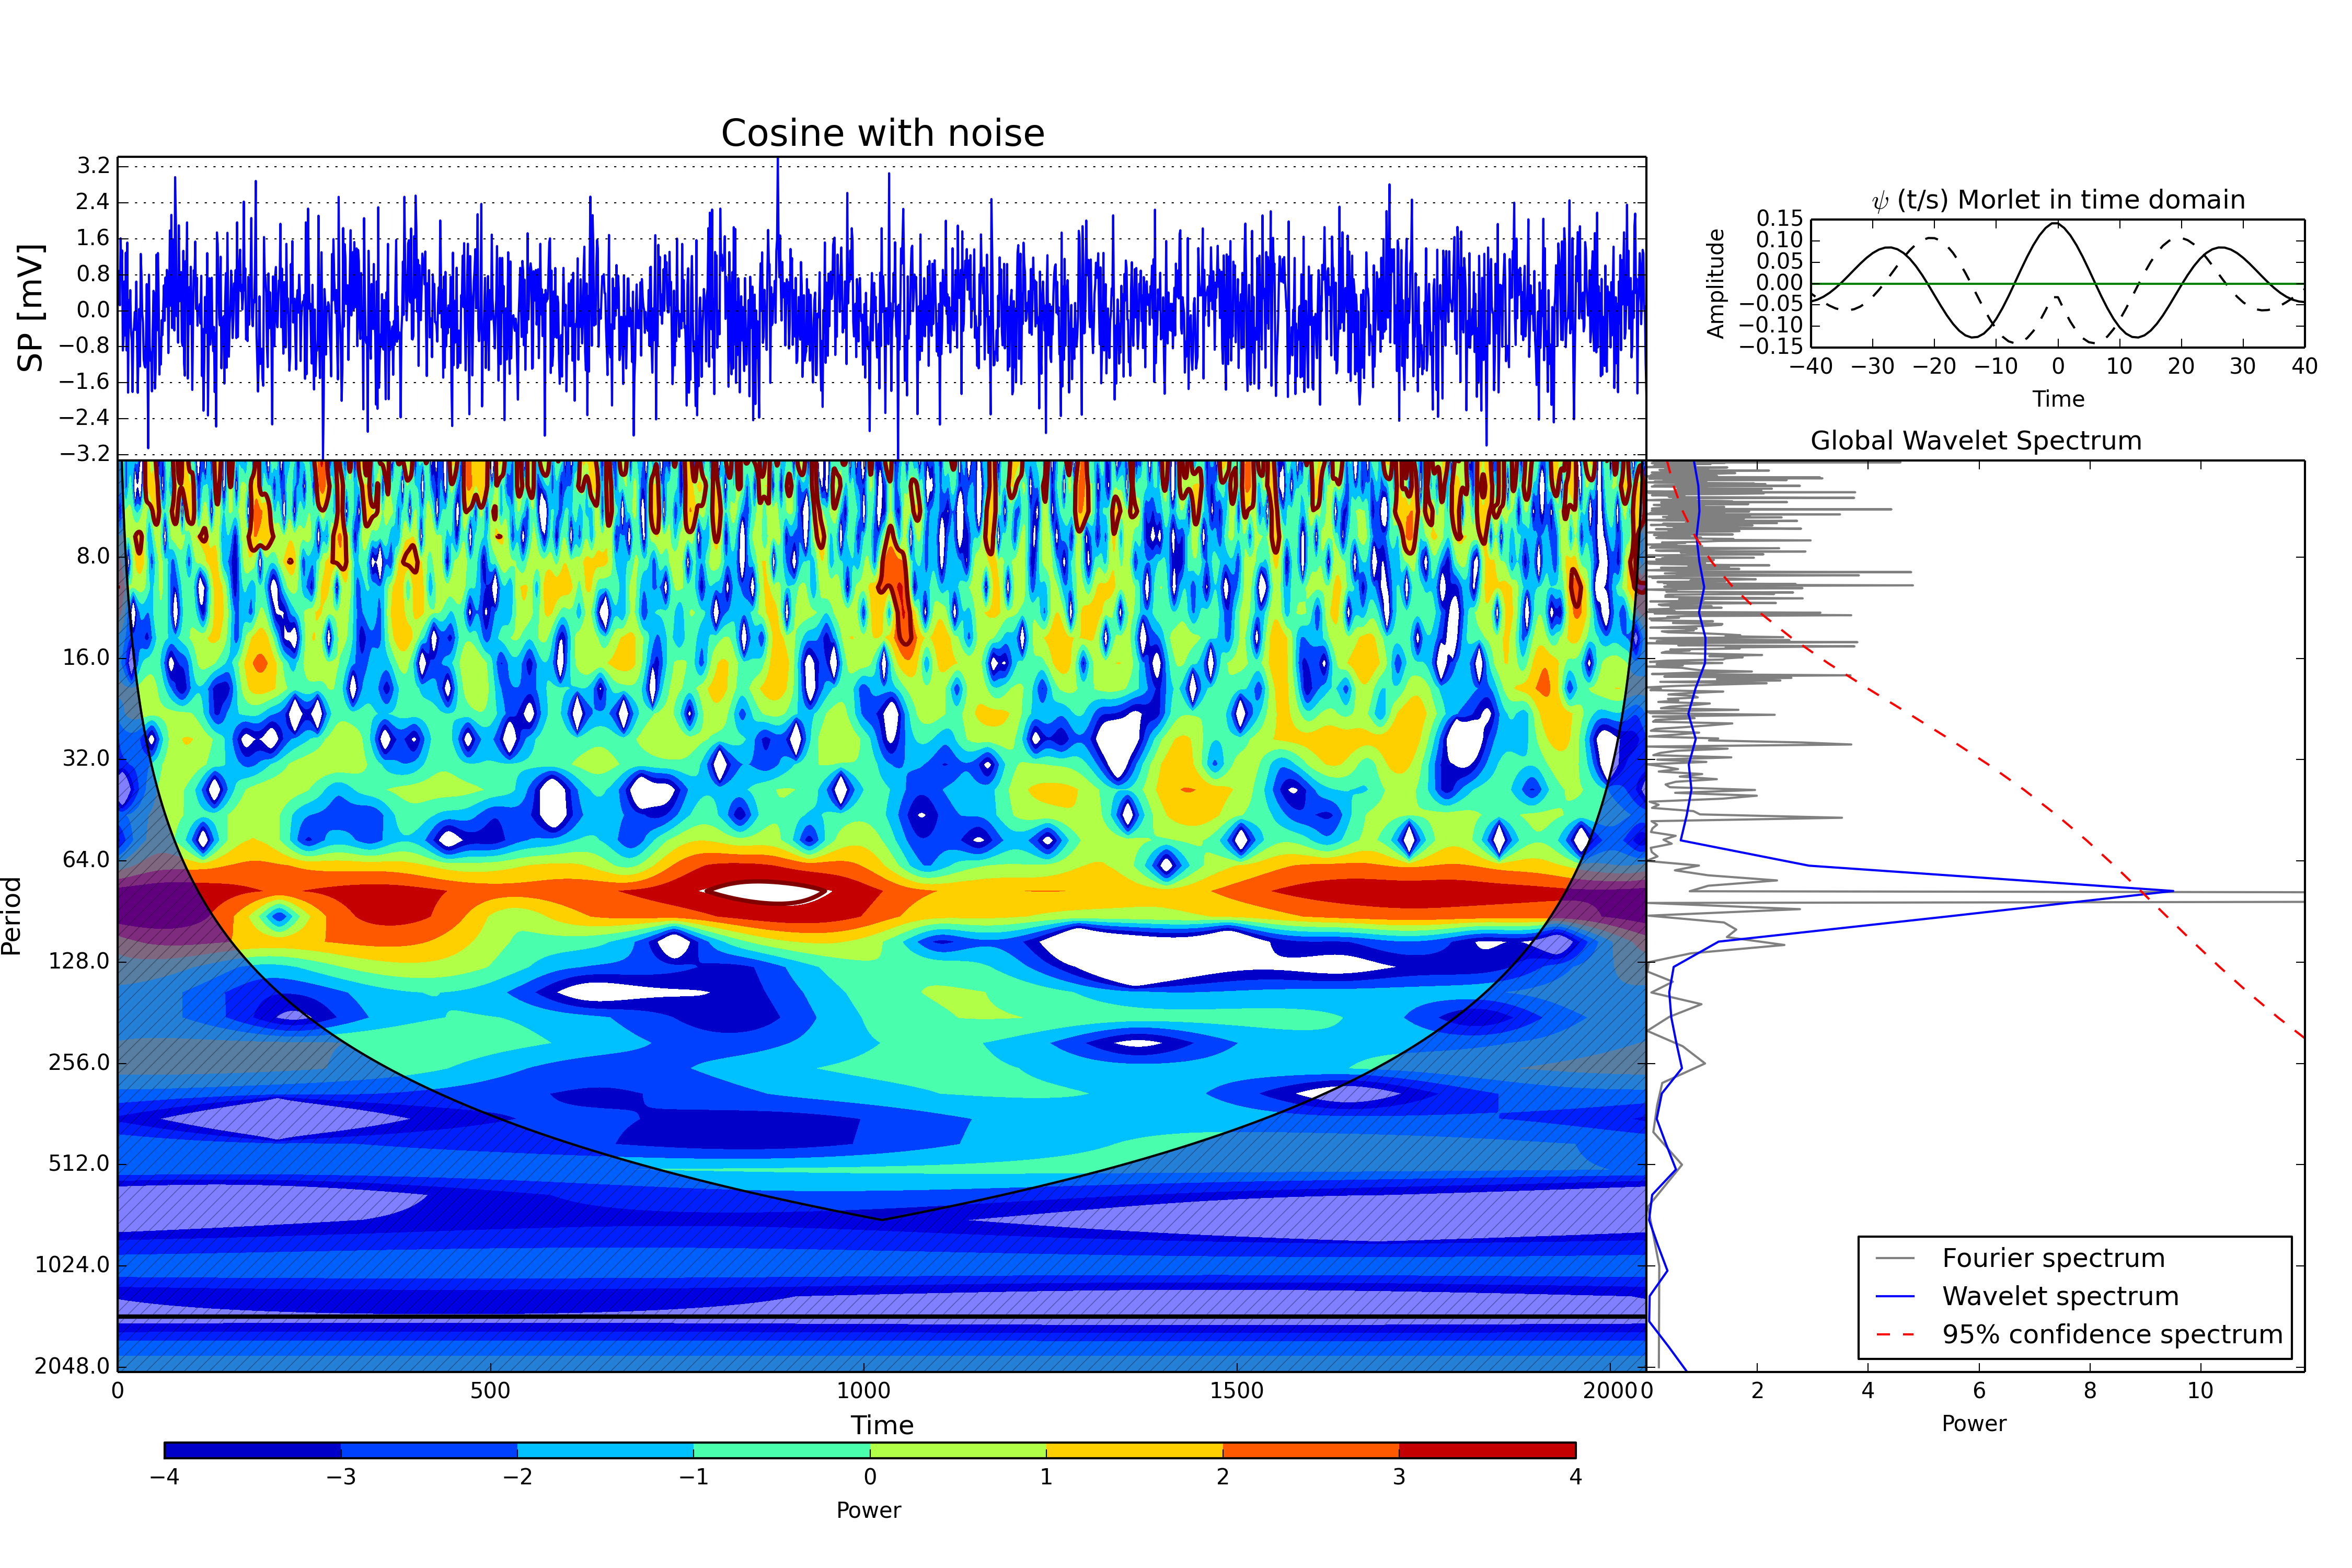 Cosine with noise
SP [mV]
3.2
2.4
1.6
0.8
0.0
−0.8
−1.6
−2.4
−3.2
ψ (t/s) Morlet in time domain
Amplitude
0.15
0.10
0.05
0.00
−0.05
−0.10
−0.15
−40 −30 −20 −10 0 10 20 30 40
Time
Global Wavelet Spectrum
Period
8.0
16.0
32.0
64.0
128.0
256.0
512.0
1024.0
2048.0
Fourier spectrum
Wavelet spectrum
95% confidence spectrum
0 500 1000 1500 2000
Time
0 2 4 6 8 10
Power
−4 −3 −2 −1 0 1 2 3 4
Power